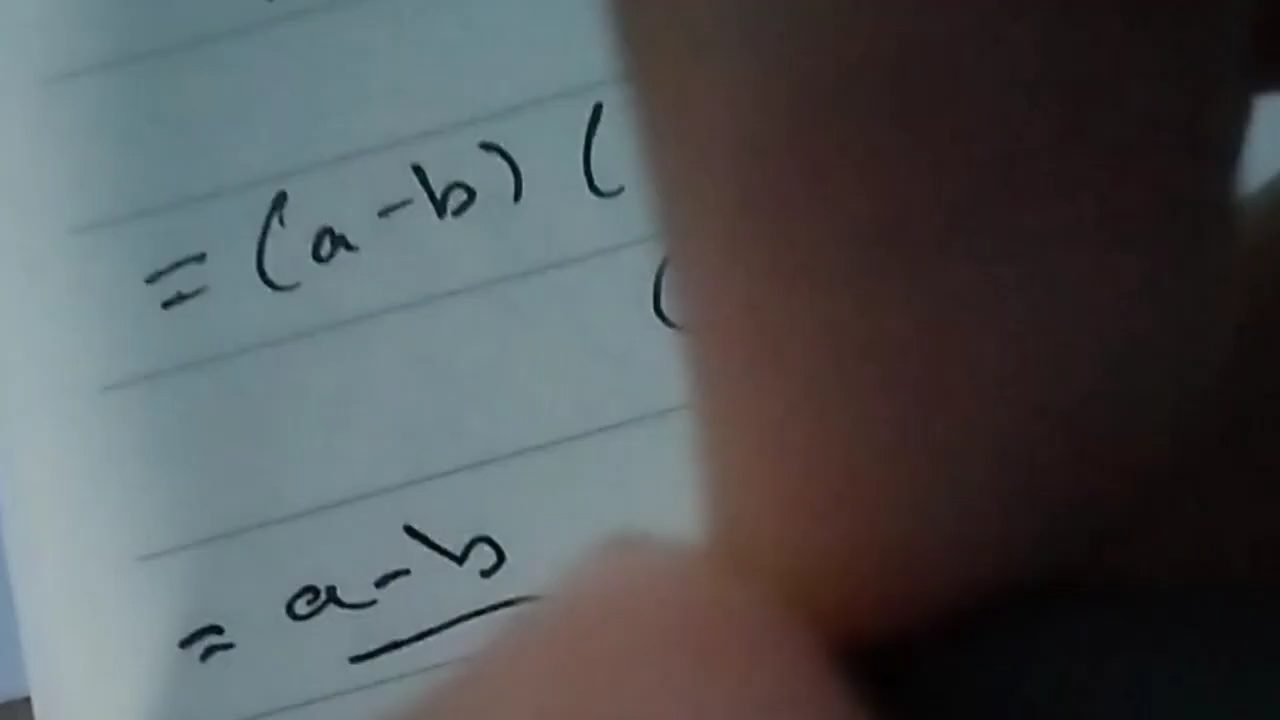 = (a-b) (
(
= a-b